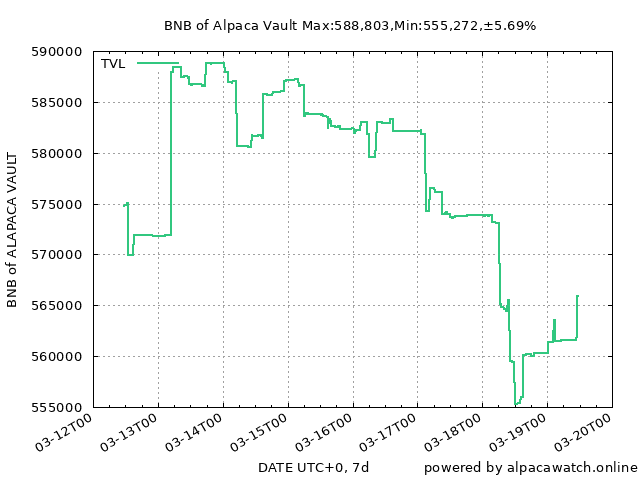 BNB of Alpaca Vault Max:588,803,Min:555,272,±5.69%
TVL
590000
585000
580000
575000
570000
565000
560000
555000
BNB of ALAPACA VAULT
03-12T00
03-13T00
03-14T00
03-15T00
03-16T00
03-17T00
03-18T00
03-19T00
03-20T00
DATE UTC+0, 7d
powered by alpacawatch.online